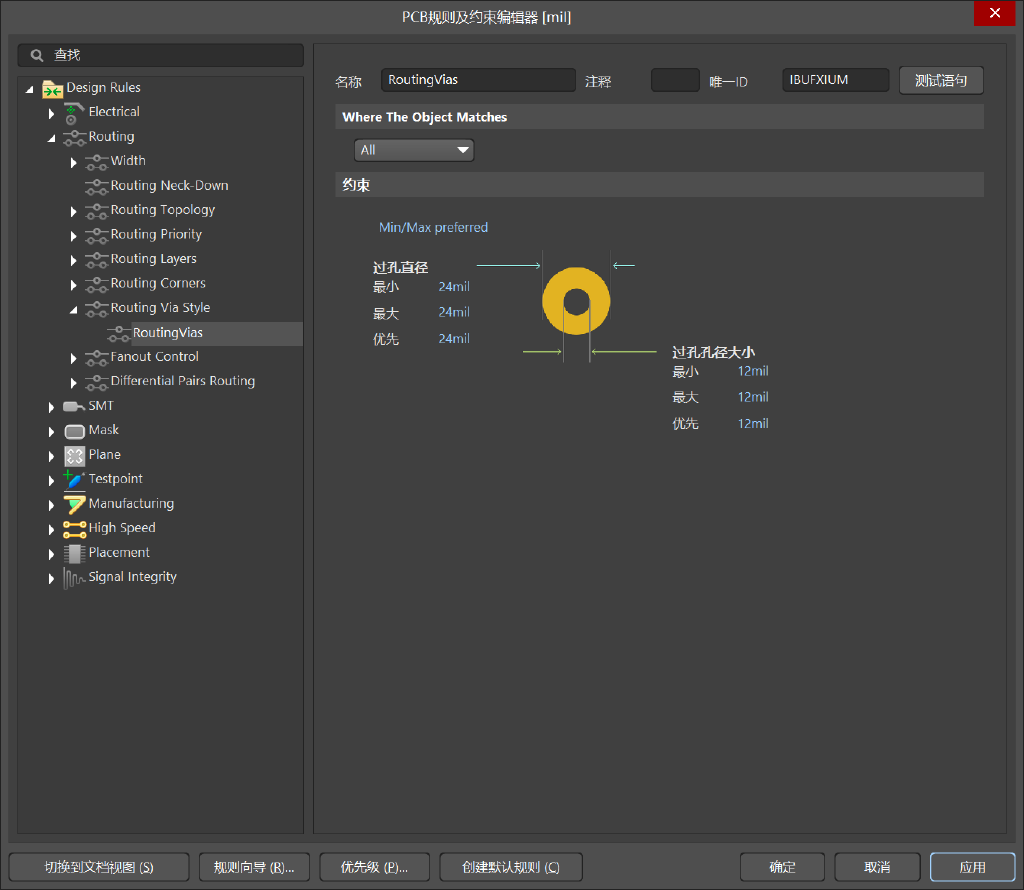 PCB规则及约束编辑器 [mil]
查找
Design Rules
Electrical
Routing
Width
Routing Neck-Down
Routing Topology
Routing Priority
Routing Layers
Routing Corners
Routing Via Style
RoutingVias
Fanout Control
Differential Pairs Routing
SMT
Mask
Plane
Testpoint
Manufacturing
High Speed
Placement
Signal Integrity
名称 RoutingVias 注释 唯一ID IBUFXIUM 测试语句
Where The Object Matches
All
约束
Min/Max preferred
过孔直径
最小 24mil
最大 24mil
优先 24mil
过孔孔径大小
最小 12mil
最大 12mil
优先 12mil
切换到文档视图 (S) 规则向导 (R)... 优先级 (P)... 创建默认规则 (C) 确定 取消 应用